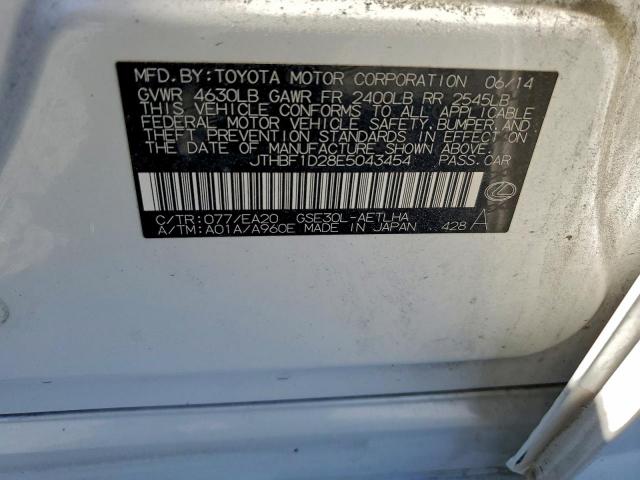 MFD. BY: TOYOTA MOTOR CORPORATION 06/14
GVWR 4630LB GAWR FR 2400LB RR 2545LB
THIS VEHICLE CONFORMS TO ALL APPLICABLE
FEDERAL MOTOR VEHICLE SAFETY, BUMPER, AND
THEFT PREVENTION STANDARDS IN EFFECT ON
THE DATE OF MANUFACTURE SHOWN ABOVE.
JTHBF1D28E5043454 PASS. CAR
C/TR: 077/EA20 GSE30L-AETLHA
A/TM: A01A/A960E MADE IN JAPAN 428 A